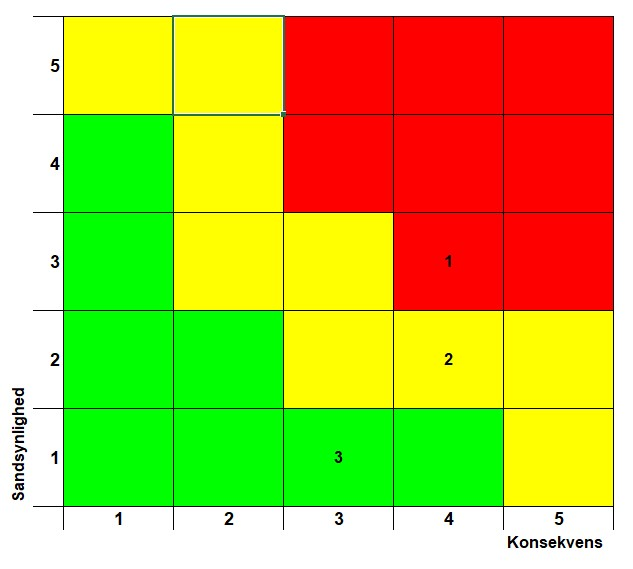 5
4
3 1
2 2
1 3
Sandsynlighed
1 2 3 4 5
Konsekvens